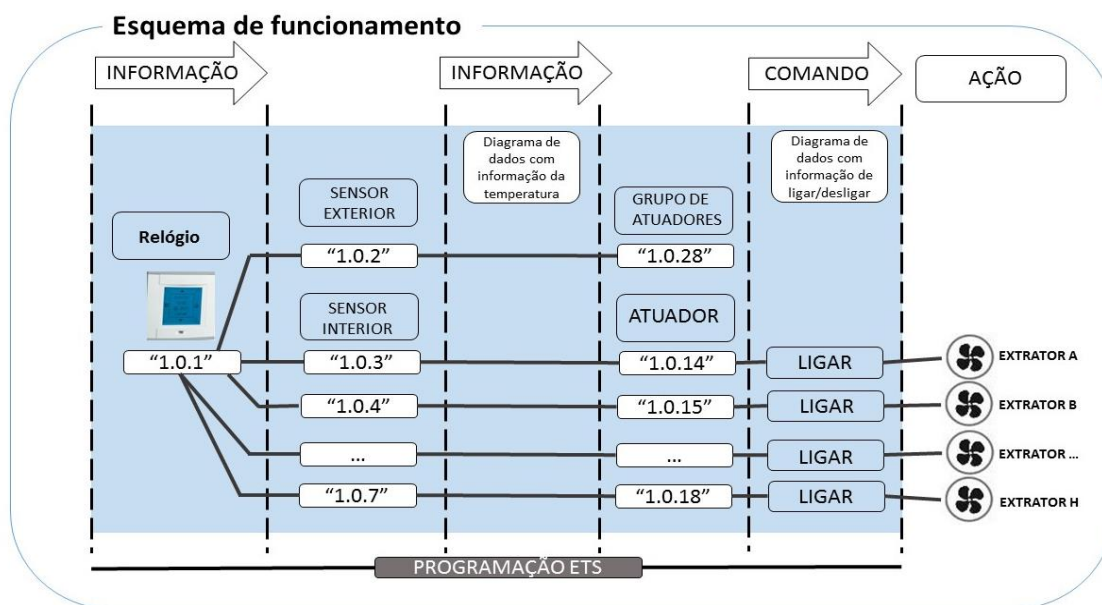 Esquema de funcionamento
INFORMAÇÃO
INFORMAÇÃO
COMANDO
AÇÃO
Diagrama de
dados com
informação da
temperatura
Diagrama de
dados com
informação de
ligar/desligar
SENSOR
EXTERIOR
GRUPO DE
ATUADORES
Relógio
“1.0.2”
“1.0.28”
SENSOR
INTERIOR
ATUADOR
“1.0.1”
“1.0.3”
“1.0.14”
LIGAR
EXTRATOR A
“1.0.4”
“1.0.15”
LIGAR
EXTRATOR B
...
...
LIGAR
EXTRATOR ...
“1.0.7”
“1.0.18”
LIGAR
EXTRATOR H
PROGRAMAÇÃO ETS